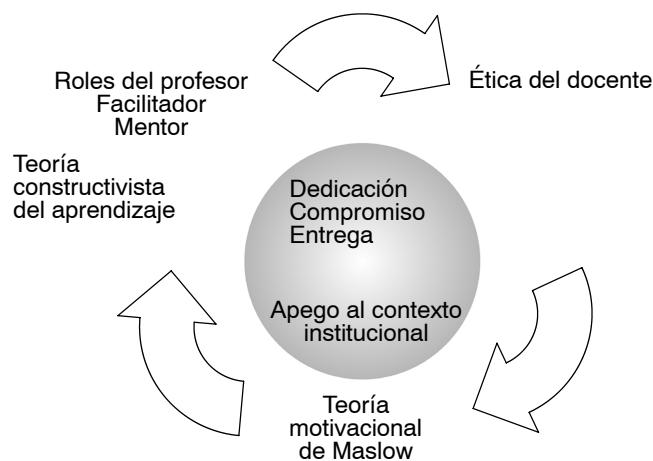 Roles del profesor
Facilitador
Mentor
Ética del docente
Teoría
constructivista
del aprendizaje
Dedicación
Compromiso
Entrega
Apego al contexto
institucional
Teoría
motivacional
de Maslow